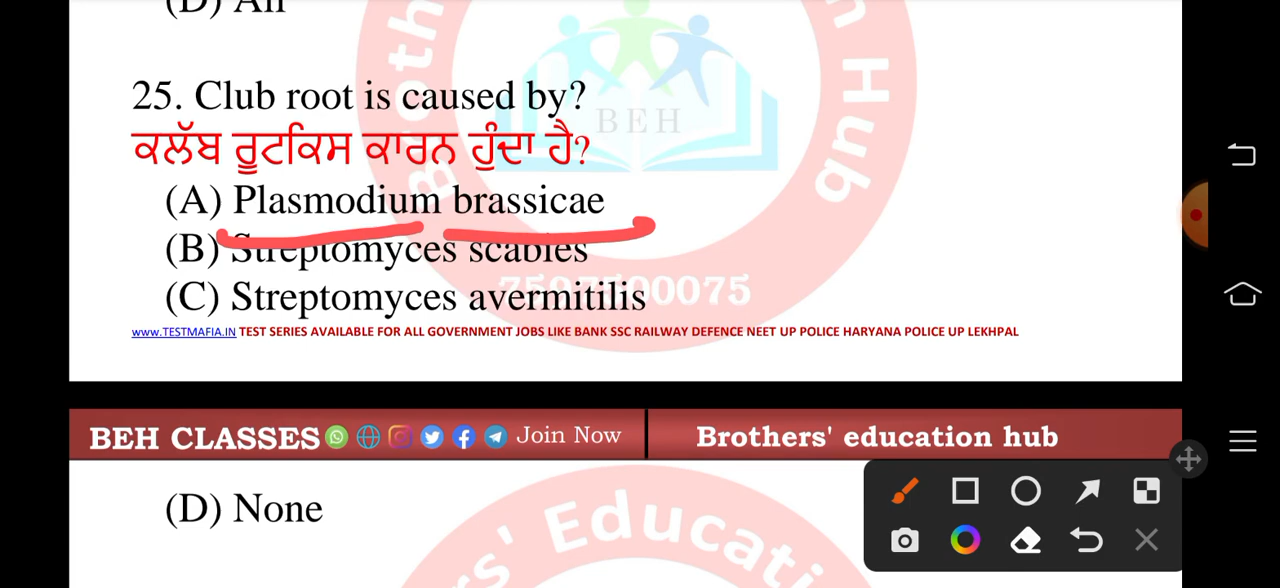 (D) All
25. Club root is caused by?
ਕਲੱਬ ਰੂਟਕਿਸ ਕਾਰਨ ਹੁੰਦਾ ਹੈ?
(A) Plasmodium brassicae
(B) Streptomyces scabies
(C) Streptomyces avermitilis
BEH
7597500075
www.TESTMAFIA.IN TEST SERIES AVAILABLE FOR ALL GOVERNMENT JOBS LIKE BANK SSC RAILWAY DEFENCE NEET UP POLICE HARYANA POLICE UP LEKHPAL
BEH CLASSES Join Now Brothers' education hub
(D) None